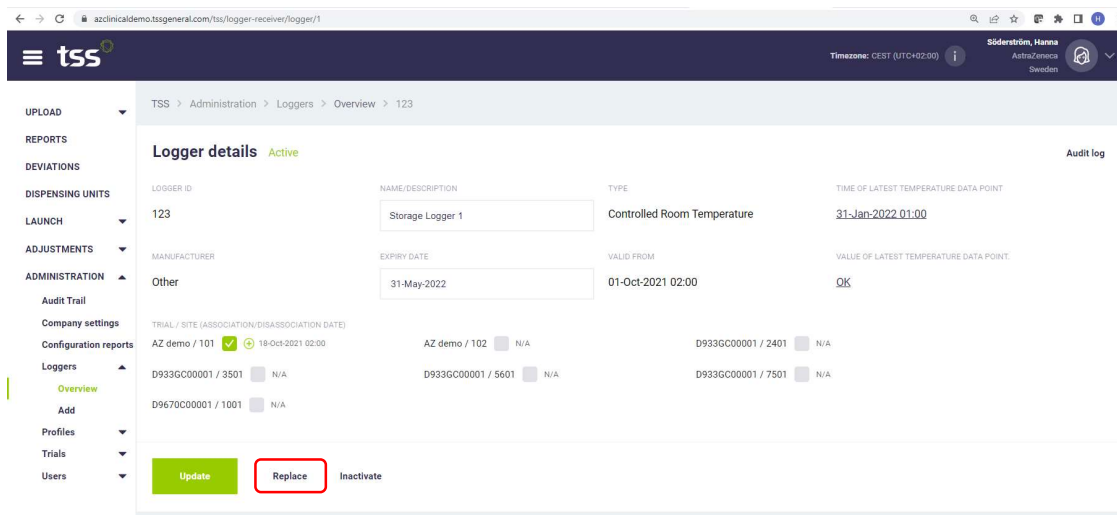 azclinicaldemo.tssgeneral.com/tss/logger-receiver/logger/1
H
tss
Timezone: CEST (UTC+02:00) i
Söderström, Hanna
AstraZeneca
Sweden
UPLOAD
REPORTS
DEVIATIONS
DISPENSING UNITS
LAUNCH
ADJUSTMENTS
ADMINISTRATION
Audit Trail
Company settings
Configuration reports
Loggers
Overview
Add
Profiles
Trials
Users
TSS > Administration > Loggers > Overview > 123
Logger details Active
Audit log
LOGGER ID NAME/DESCRIPTION TYPE TIME OF LATEST TEMPERATURE DATA POINT
123 Storage Logger 1 Controlled Room Temperature 31-Jan-2022 01:00
MANUFACTURER EXPIRY DATE VALID FROM VALUE OF LATEST TEMPERATURE DATA POINT.
Other 31-May-2022 01-Oct-2021 02:00 OK
TRIAL / SITE (ASSOCIATION/DISASSOCIATION DATE)
AZ demo / 101 18-Oct-2021 02:00 AZ demo / 102 N/A D933GC00001 / 2401 N/A
D933GC00001 / 3501 N/A D933GC00001 / 5601 N/A D933GC00001 / 7501 N/A
D9670C00001 / 1001 N/A
Update Replace Inactivate